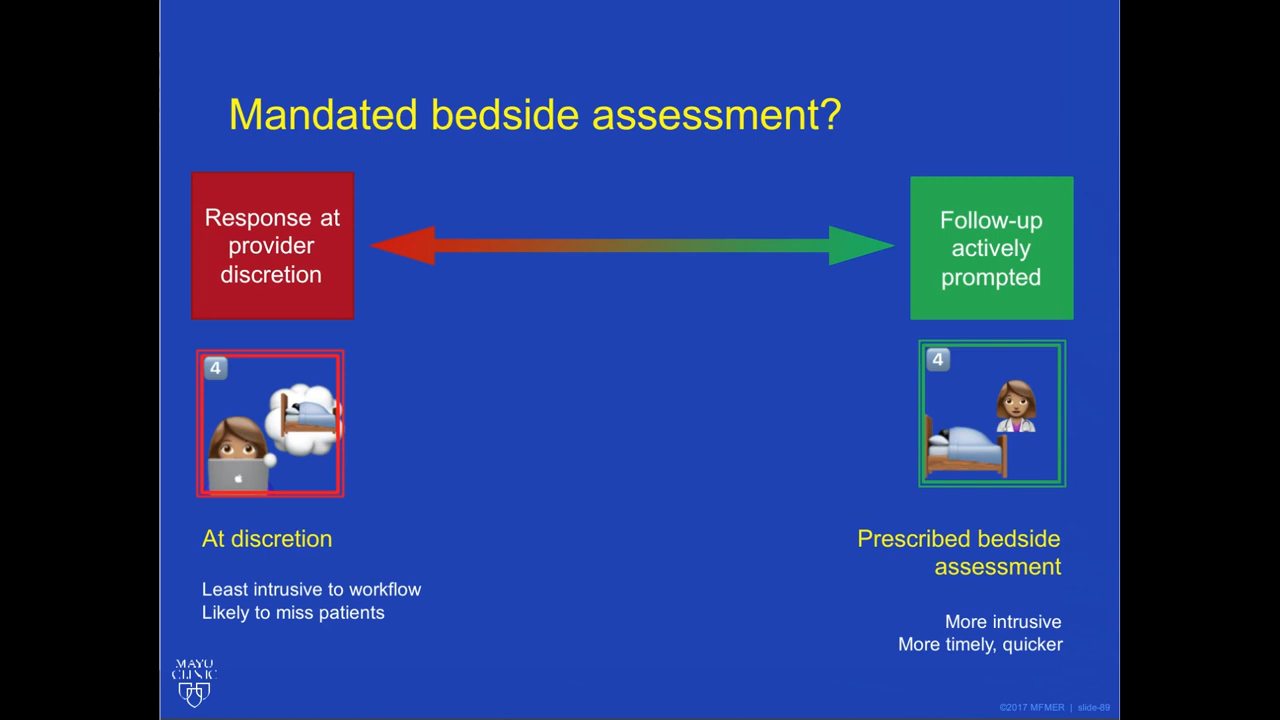 Mandated bedside assessment?
Response at
provider
discretion
Follow-up
actively
prompted
4
4
At discretion
Least intrusive to workflow
Likely to miss patients
Prescribed bedside
assessment
More intrusive
More timely, quicker
MAYO
CLINIC
©2017 MFMER | slide-89